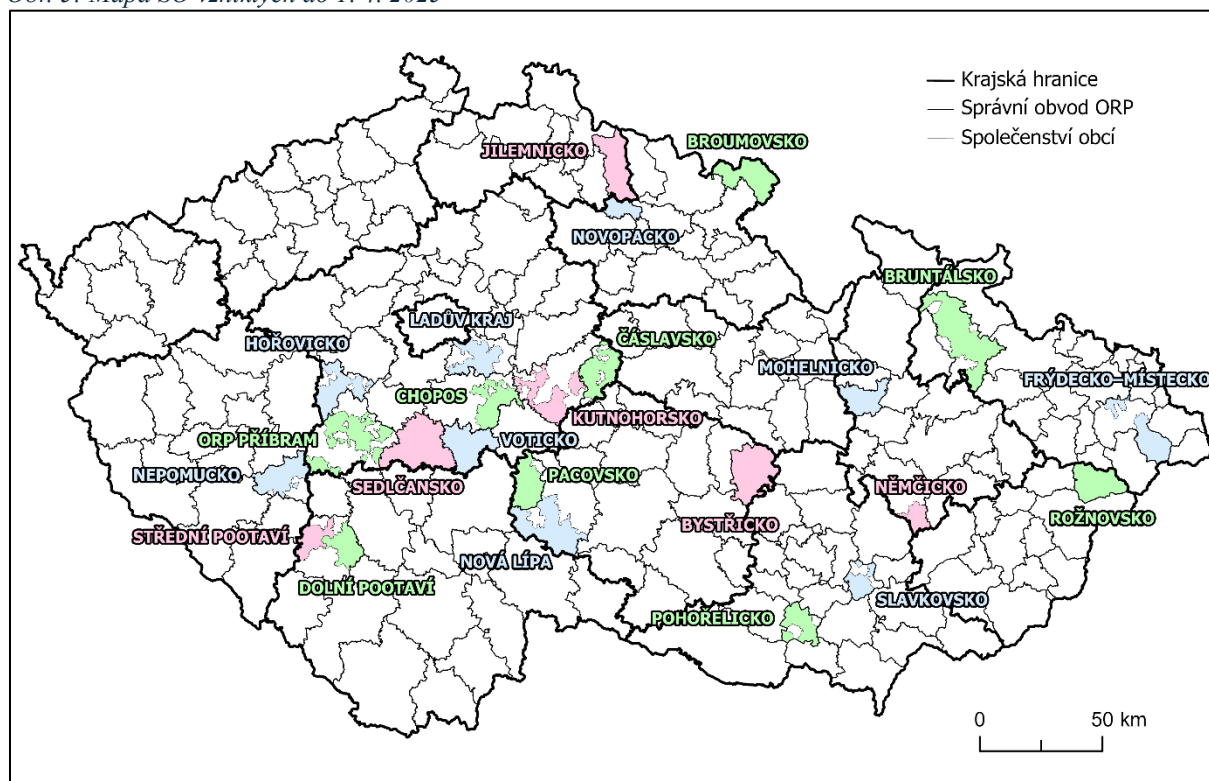 Krajská hranice
Správní obvod ORP
Společenství obcí
JILEMNICKO
BROUMOVSKO
NOVOPACKO
BRUNTÁLSKO
LADŮV KRAJ
HOŘOVICKO
ČÁSLAVSKO
MOHELNICKO
FRÝDECKO–MÍSTECKO
CHOPOS
KUTNOHORSKO
ORP PŘÍBRAM
VOTICKO
NEPOMUCKO
PACOVSKO
SEDLČANSKO
NĚMČICKO
BYSTŘICKO
ROŽNOVSKO
STŘEDNÍ POOTAVÍ
NOVÁ LÍPA
DOLNÍ POOTAVÍ
SLAVKOVSKO
POHOŘELICKO
0 50 km